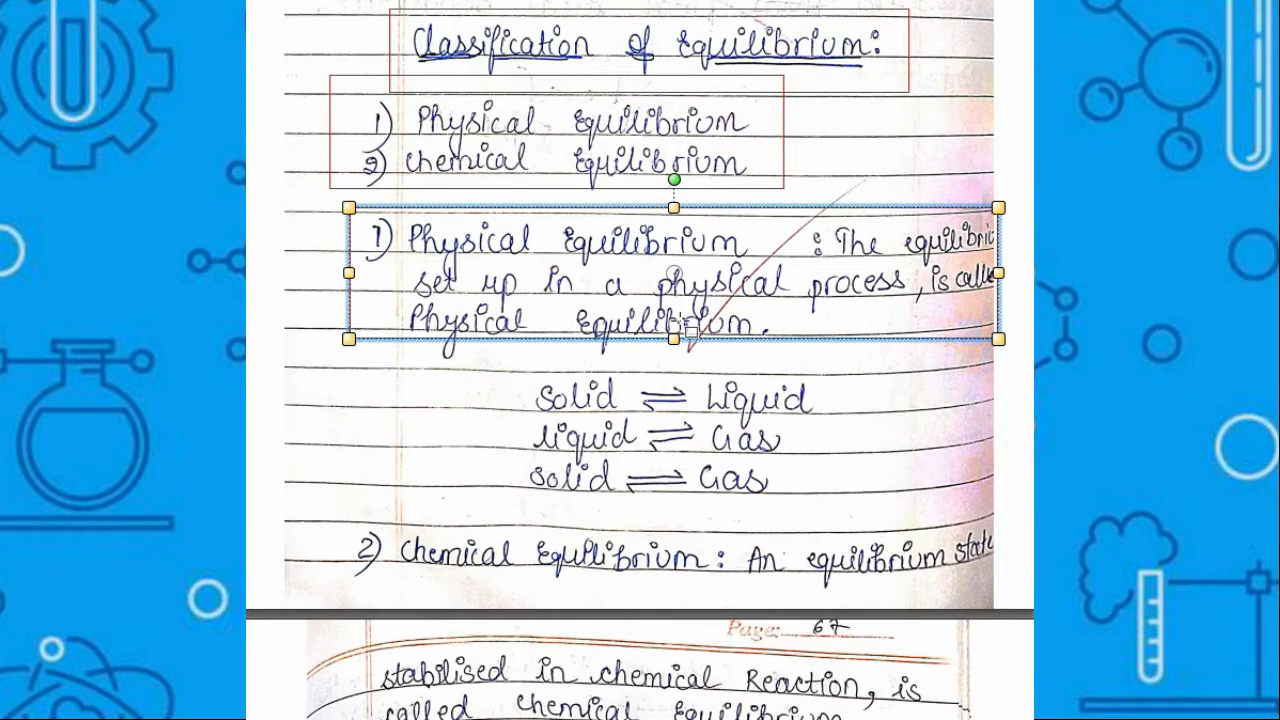 Classification of Equilibrium:
1) Physical Equilibrium
2) Chemical Equilibrium
1) Physical Equilibrium : The equilibri
set up in a physical process, is calle
Physical Equilibrium.
Solid ⇌ Liquid
Liquid ⇌ Gas
Solid ⇌ Gas
2) Chemical Equilibrium: An equilibrium state
Page: 67
stabilised in chemical Reaction, is
called chemical Equilibrium